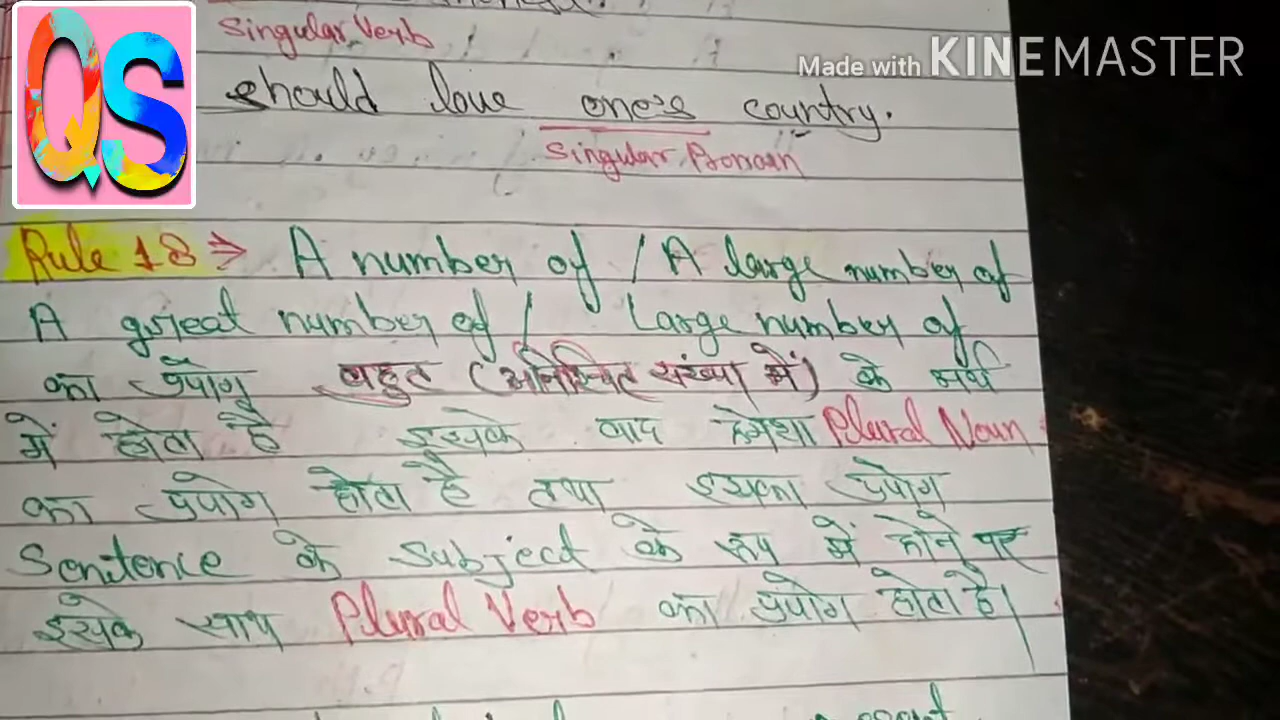 Singular Verb
QS
Made with KINEMASTER
should love one's country.
Singular Pronoun
Rule 18 ⇒ A number of / A large number of
A great number of / Large number of
का प्रयोग बहुत (अनिश्चित संख्या में) के अर्थ
में होता है इसके बाद हमेशा Plural Noun
का प्रयोग होता है तथा इसका प्रयोग
Sentence के Subject के रूप में होने पर
इसके साथ Plural Verb का प्रयोग होता है।